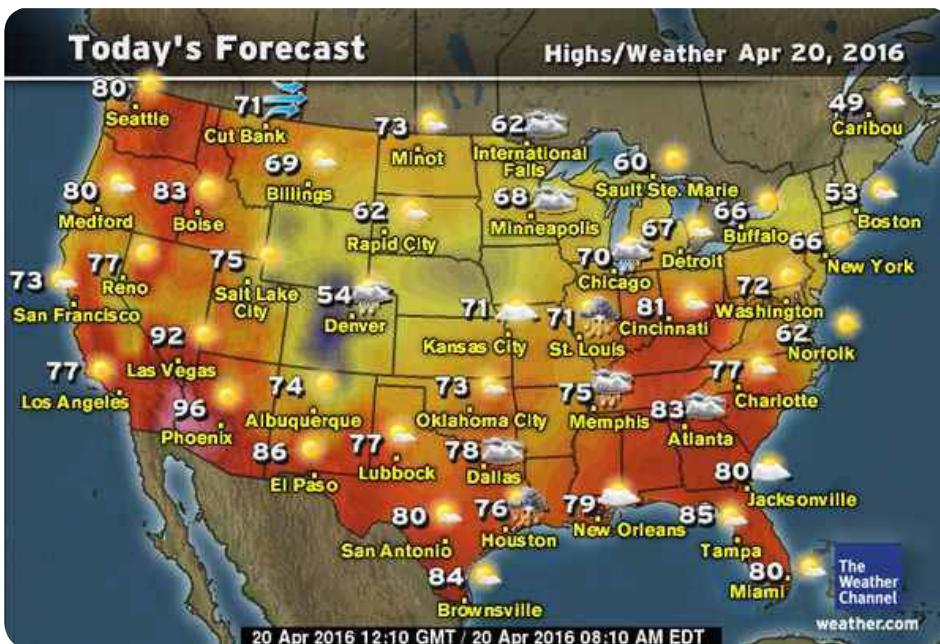 Today's Forecast
Highs/Weather Apr 20, 2016
80
Seattle
71
Cut Bank
73
Minot
62
International
Falls
49
Caribou
69
Billings
60
Sault Ste. Marie
80
Medford
83
Boise
62
Rapid City
68
Minneapolis
67
Detroit
66
Buffalo
53
Boston
66
New York
73
San Francisco
77
Reno
75
Salt Lake
City
54
Denver
70
Chicago
72
Washington
71
Kansas City
71
St. Louis
81
Cincinnati
62
Norfolk
92
Las Vegas
77
Los Angeles
96
Phoenix
74
Albuquerque
73
Oklahoma City
75
Memphis
77
Charlotte
83
Atlanta
86
El Paso
77
Lubbock
78
Dallas
80
Jacksonville
80
San Antonio
76
Houston
79
New Orleans
85
Tampa
84
Brownsville
80
Miami
The
Weather
Channel
weather.com
20 Apr 2016 12:10 GMT / 20 Apr 2016 08:10 AM EDT